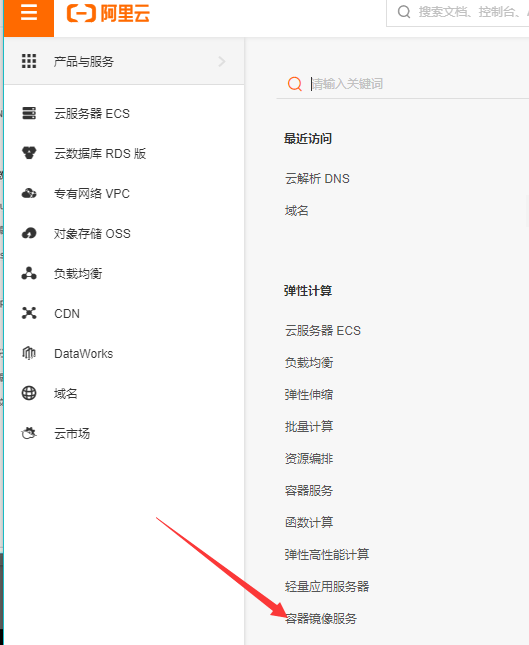 阿里云
搜索文档、控制台、
产品与服务
云服务器 ECS
云数据库 RDS 版
专有网络 VPC
对象存储 OSS
负载均衡
CDN
DataWorks
域名
云市场
请输入关键词
最近访问
云解析 DNS
域名
弹性计算
云服务器 ECS
负载均衡
弹性伸缩
批量计算
资源编排
容器服务
函数计算
弹性高性能计算
轻量应用服务器
容器镜像服务